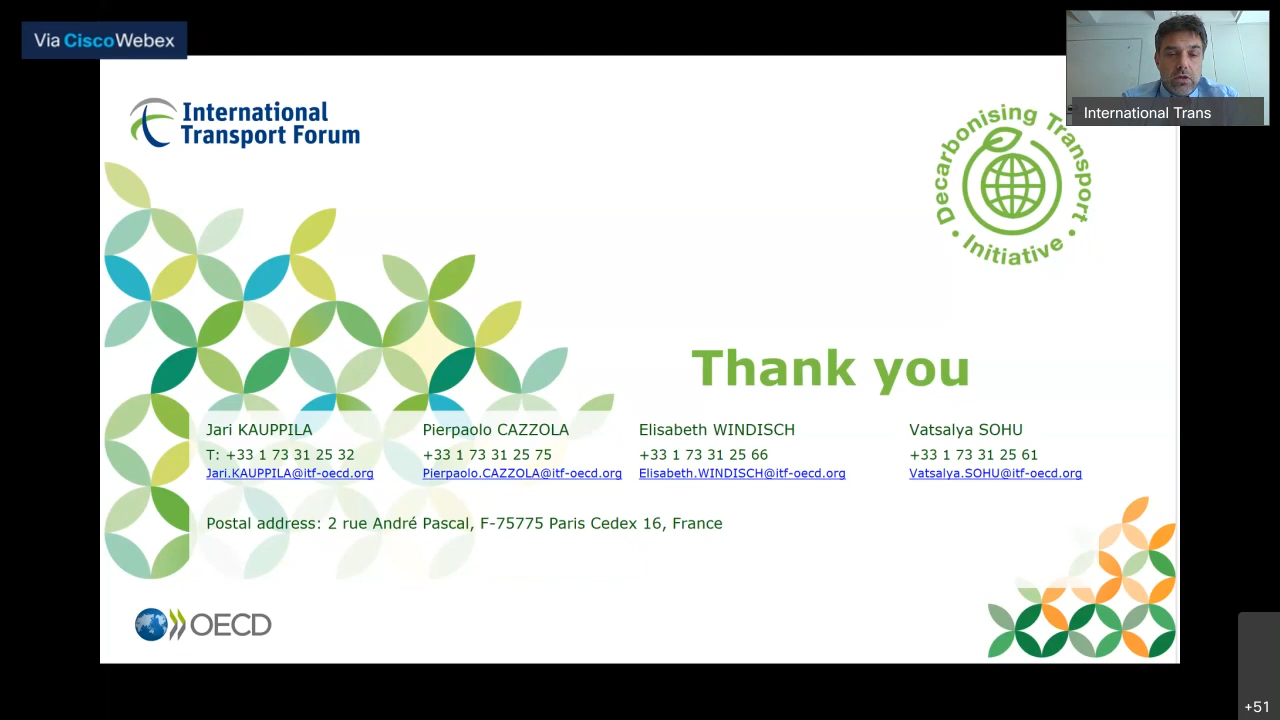 Via CiscoWebex
International Trans
International
Transport Forum
Decarbonising Transport
• Initiative •
Thank you
Jari KAUPPILA
T: +33 1 73 31 25 32
Jari.KAUPPILA@itf-oecd.org
Pierpaolo CAZZOLA
+33 1 73 31 25 75
Pierpaolo.CAZZOLA@itf-oecd.org
Elisabeth WINDISCH
+33 1 73 31 25 66
Elisabeth.WINDISCH@itf-oecd.org
Vatsalya SOHU
+33 1 73 31 25 61
Vatsalya.SOHU@itf-oecd.org
Postal address: 2 rue André Pascal, F-75775 Paris Cedex 16, France
OECD
+51